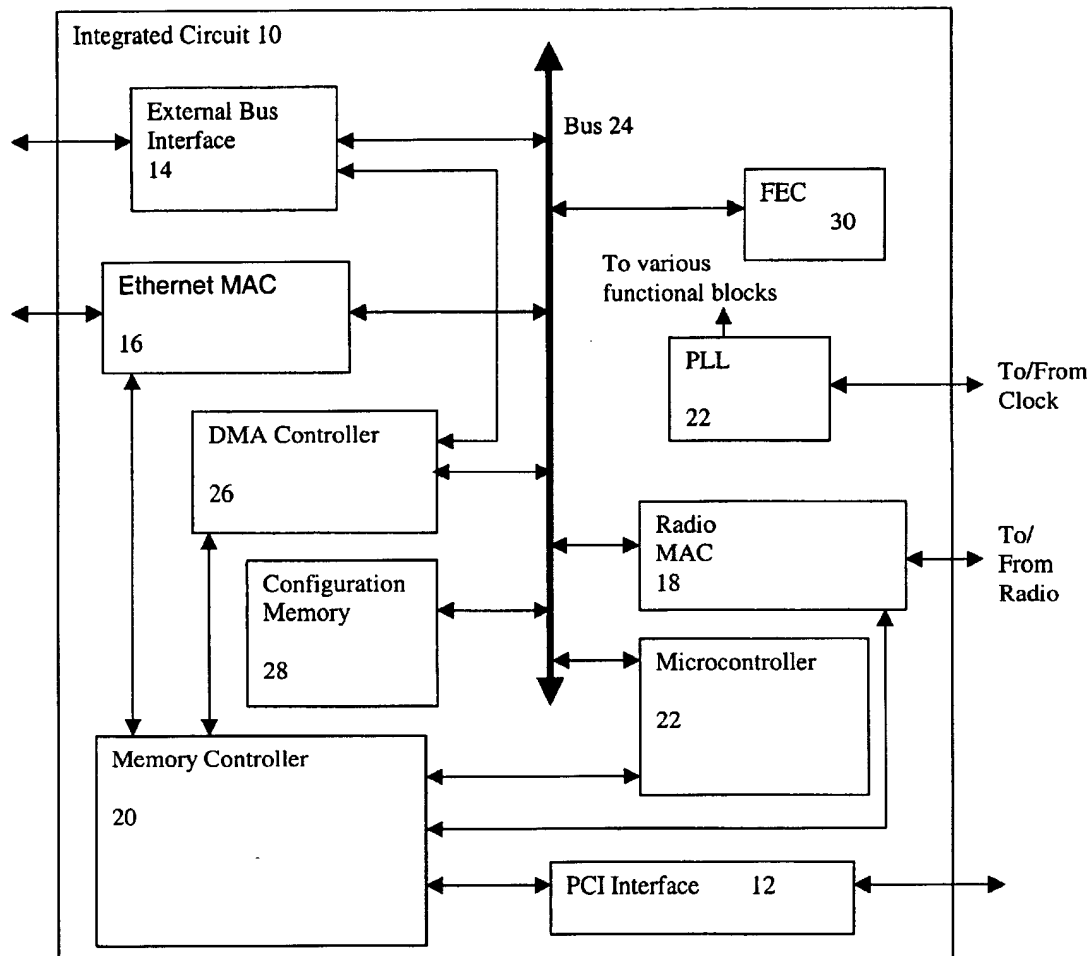 Integrated Circuit 10
External Bus
Interface
14
Bus 24
FEC
30
To various
functional blocks
Ethernet MAC
16
PLL
22
To/From
Clock
DMA Controller
26
Radio
MAC
18
To/
From
Radio
Configuration
Memory
28
Microcontroller
22
Memory Controller
20
PCI Interface 12